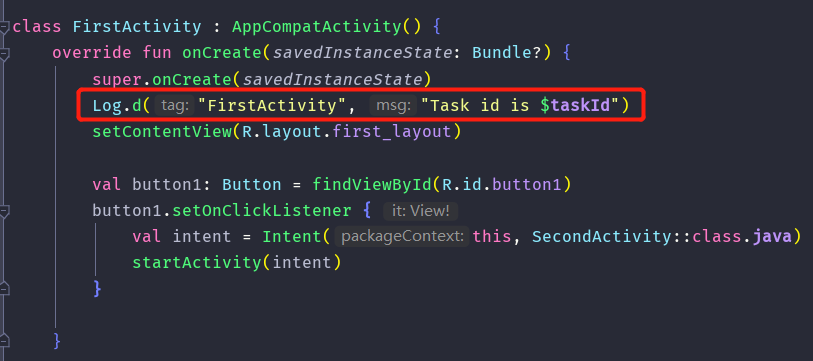 class FirstActivity : AppCompatActivity() {
override fun onCreate(savedInstanceState: Bundle?) {
super.onCreate(savedInstanceState)
Log.d( tag: "FirstActivity", msg: "Task id is $taskId")
setContentView(R.layout.first_layout)
val button1: Button = findViewById(R.id.button1)
button1.setOnClickListener { it: View!
val intent = Intent( packageContext: this, SecondActivity::class.java)
startActivity(intent)
}
}